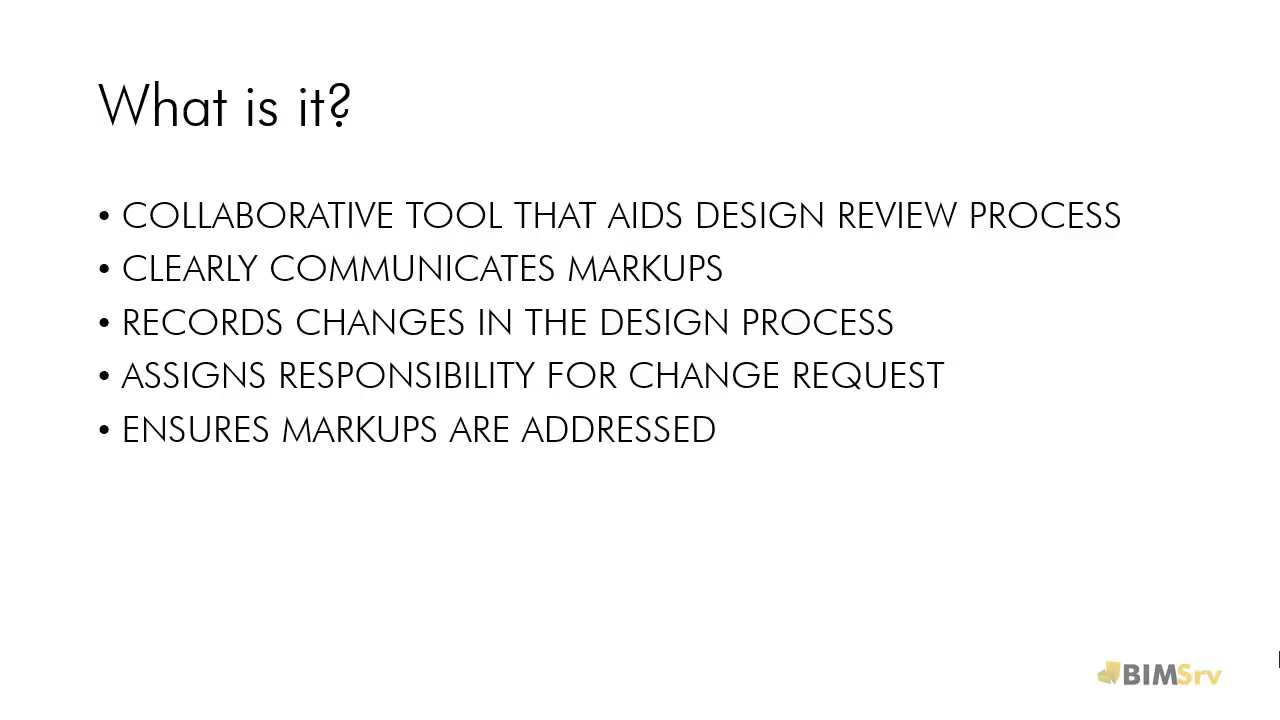 What is it?
• COLLABORATIVE TOOL THAT AIDS DESIGN REVIEW PROCESS
• CLEARLY COMMUNICATES MARKUPS
• RECORDS CHANGES IN THE DESIGN PROCESS
• ASSIGNS RESPONSIBILITY FOR CHANGE REQUEST
• ENSURES MARKUPS ARE ADDRESSED
BIMSrv